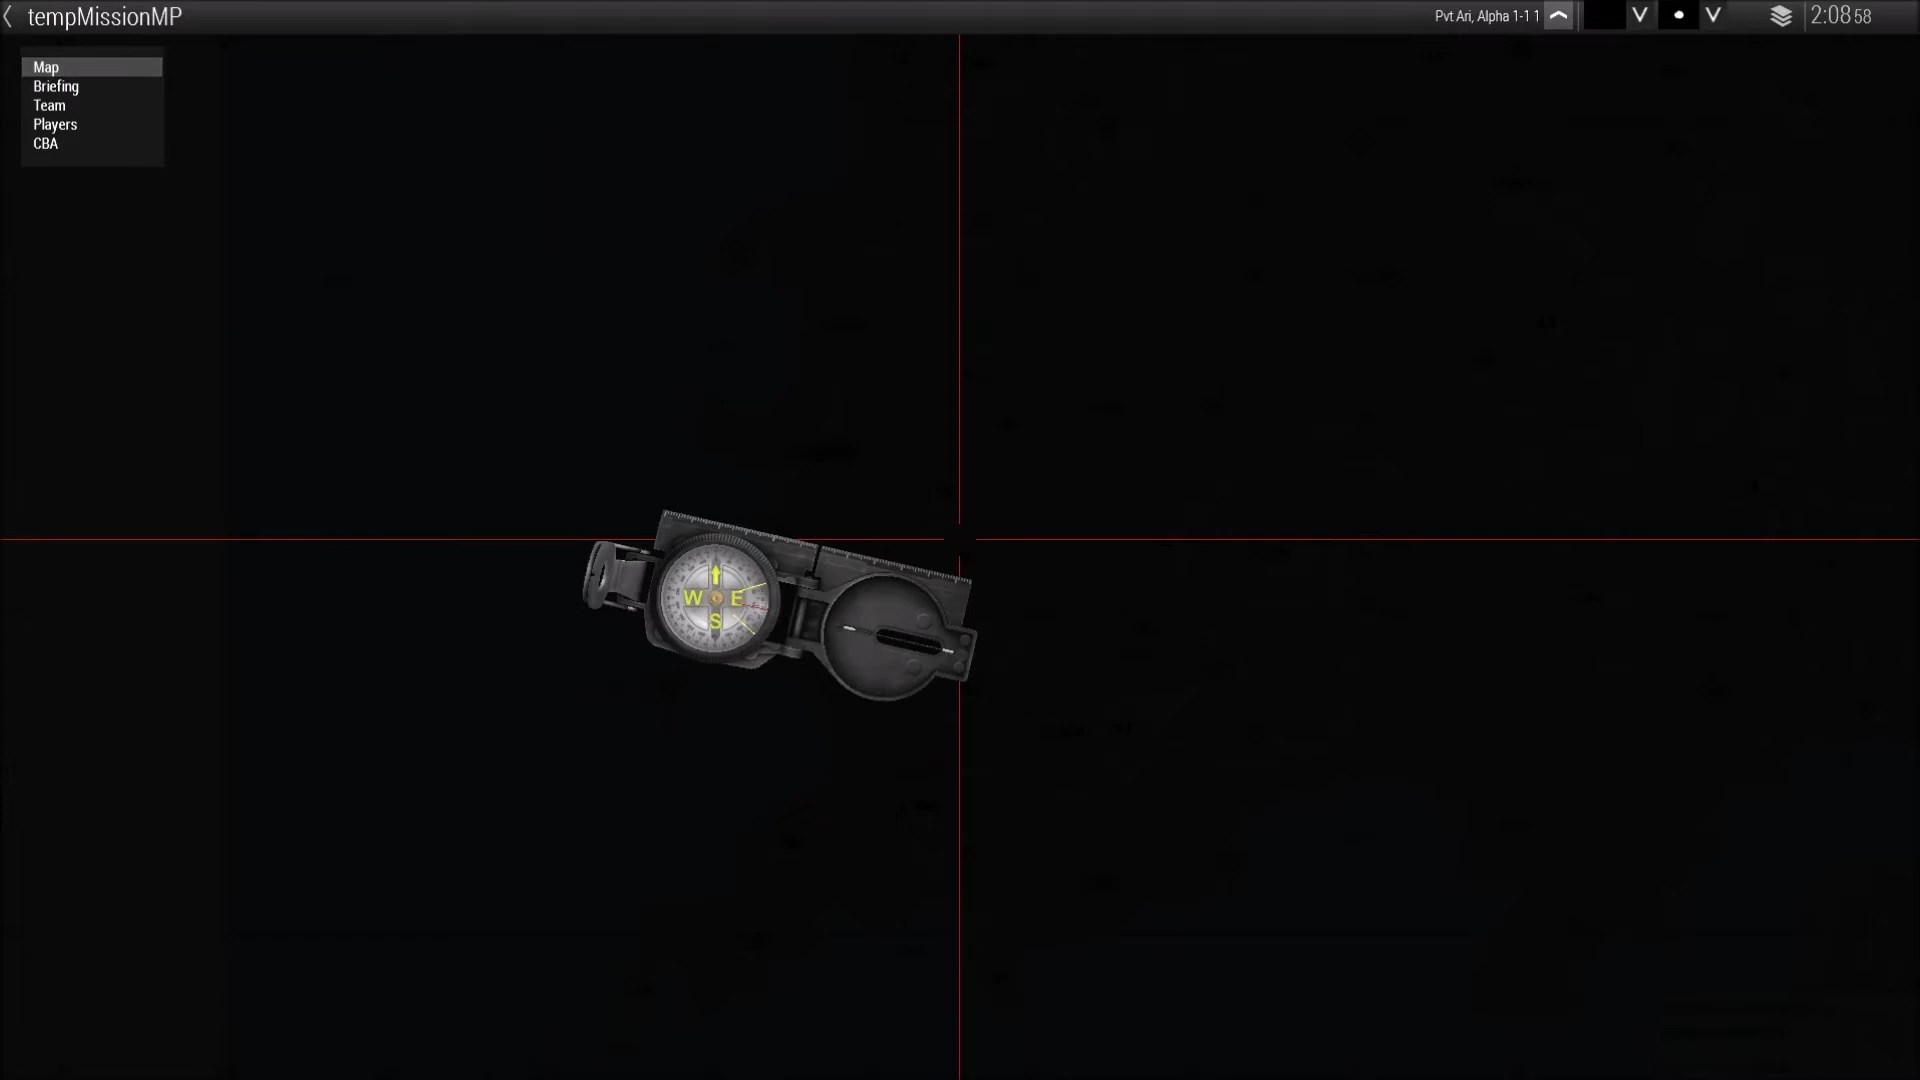 tempMissionMP
Pvt Ari, Alpha 1-1 1
2:08 58
Map
Briefing
Team
Players
CBA
W E
S